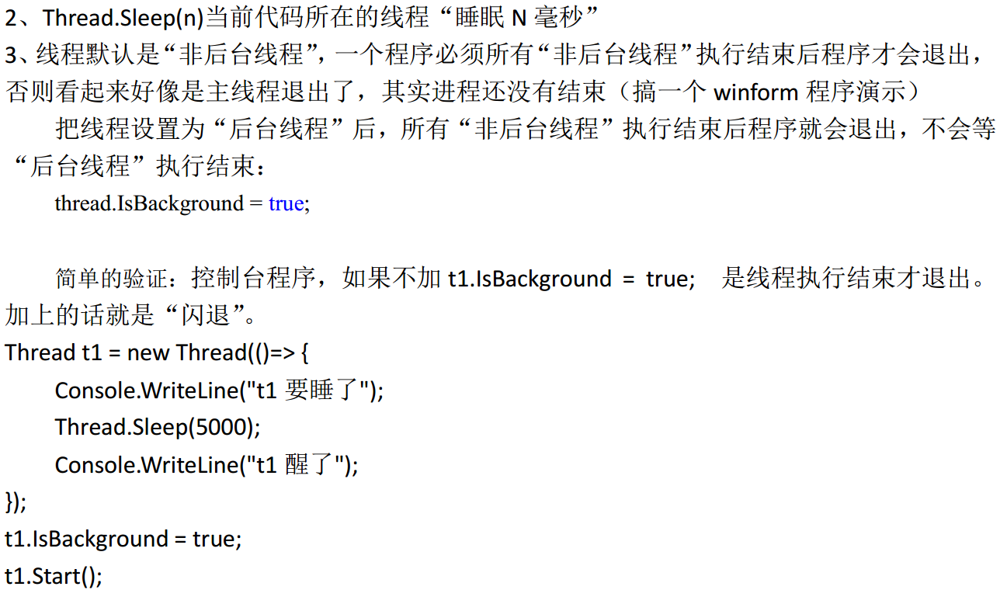 2、Thread.Sleep(n)当前代码所在的线程“睡眠 N 毫秒”
3、线程默认是“非后台线程”，一个程序必须所有“非后台线程”执行结束后程序才会退出，
否则看起来好像是主线程退出了，其实进程还没有结束（搞一个 winform 程序演示）
把线程设置为“后台线程”后，所有“非后台线程”执行结束后程序就会退出，不会等
“后台线程”执行结束：
thread.IsBackground = true;
简单的验证：控制台程序，如果不加 t1.IsBackground = true; 是线程执行结束才退出。
加上的话就是“闪退”。
Thread t1 = new Thread(()=> {
Console.WriteLine("t1 要睡了");
Thread.Sleep(5000);
Console.WriteLine("t1 醒了");
});
t1.IsBackground = true;
t1.Start();